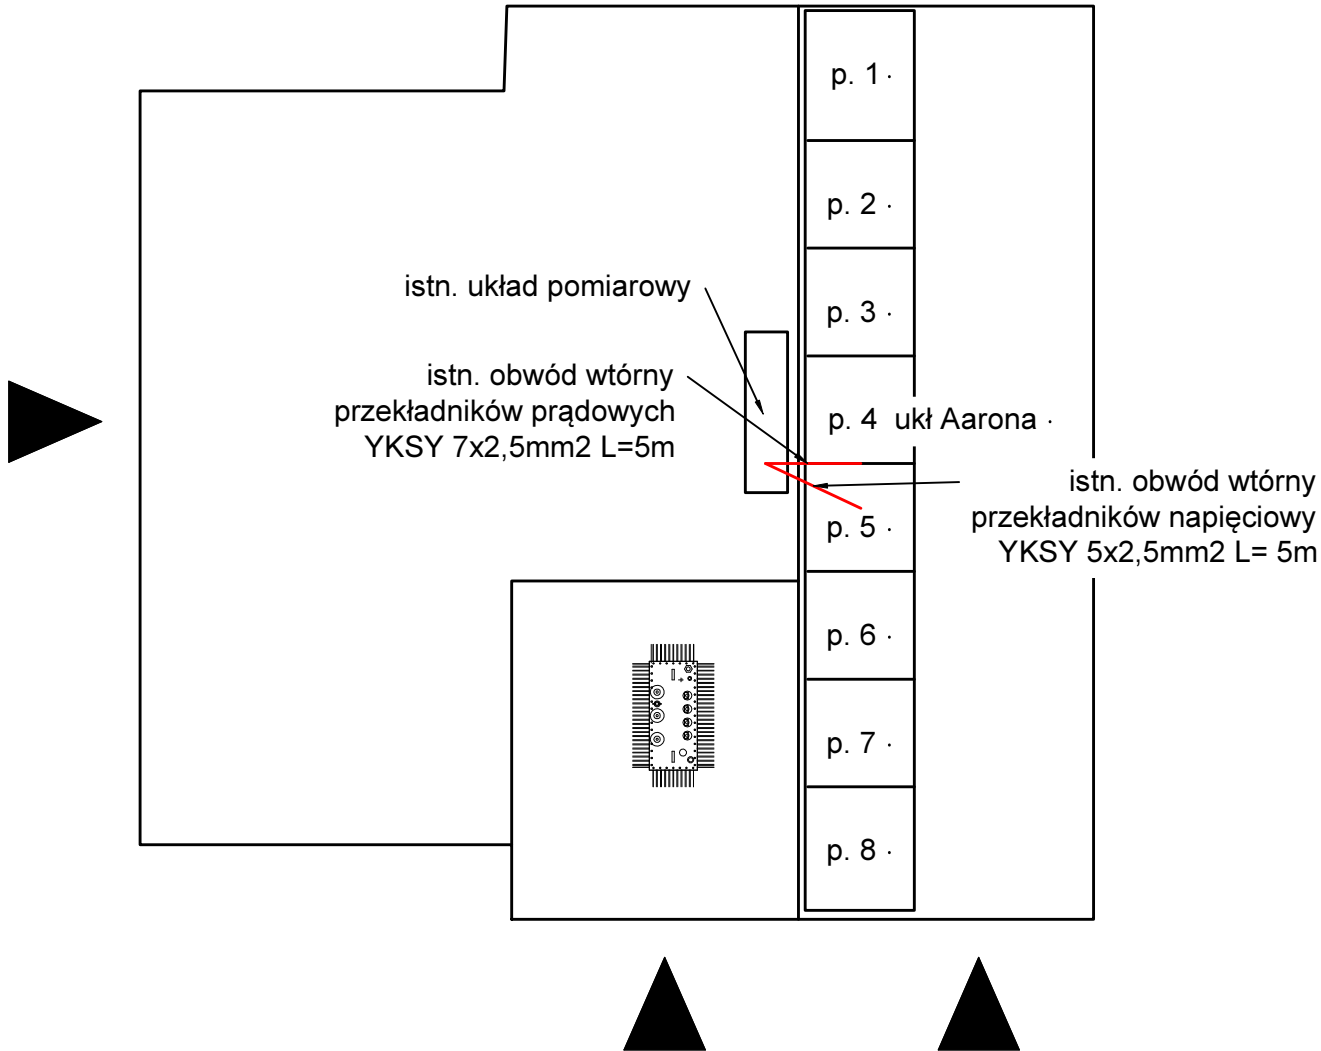 p. 1
p. 2
istn. układ pomiarowy
p. 3
istn. obwód wtórny
przekładników prądowych
YKSY 7x2,5mm2 L=5m
p. 4 ukł Aarona
istn. obwód wtórny
przekładników napięciowy
YKSY 5x2,5mm2 L= 5m
p. 5
p. 6
p. 7
p. 8